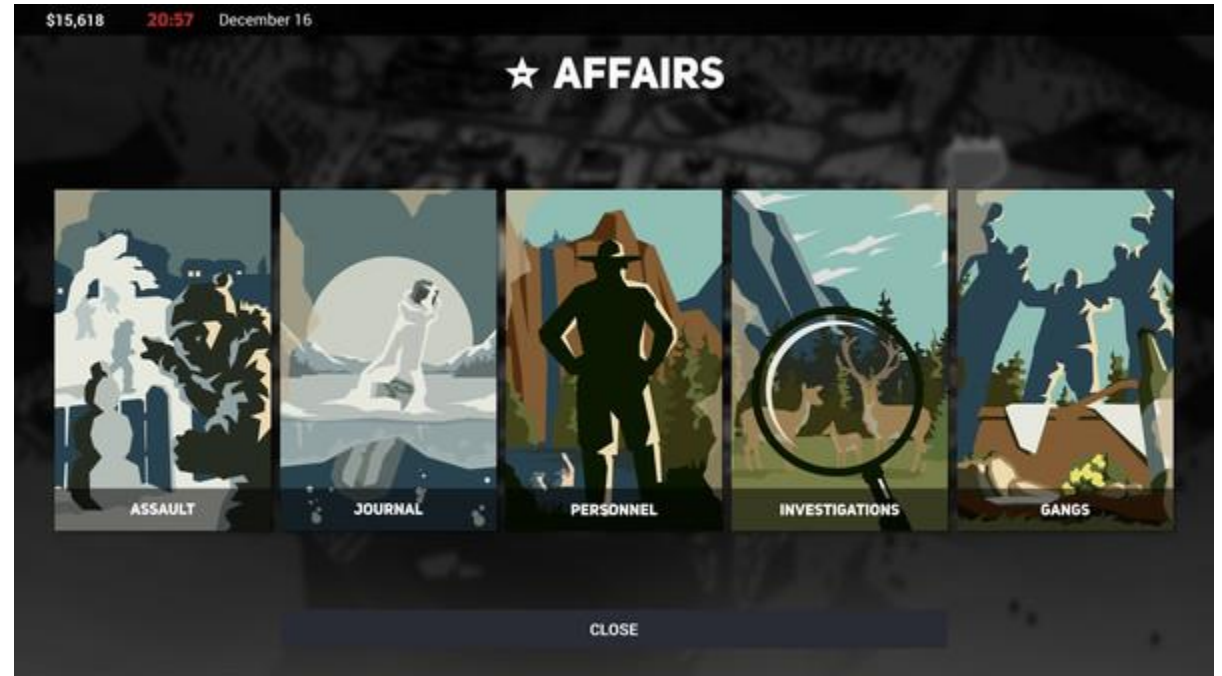 $15,618 20:57 December 16
AFFAIRS
ASSAULT JOURNAL PERSONNEL INVESTIGATIONS GANGS
CLOSE